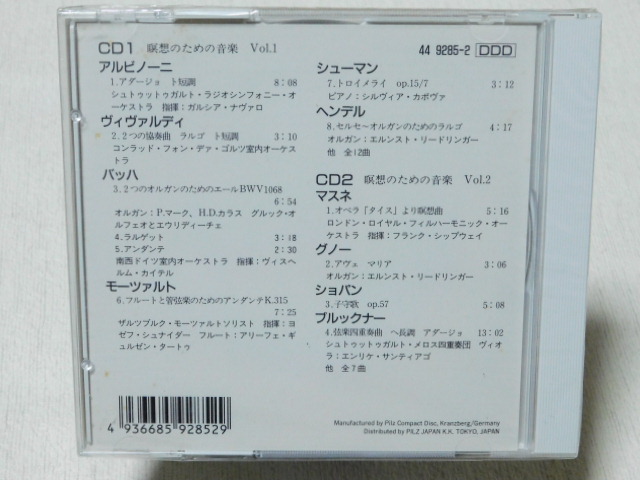 CD1 瞑想のための音楽 Vol.1
アルビノーニ
1.アダージョ ト短調 8:08
シュトゥットゥガルト・ラジオシンフォニー・オ
ーケストラ 指揮：ガルシア・ナヴァロ
ヴィヴァルディ
2.2つの協奏曲 ラルゴ ト短調 3:10
コンラッド・フォン・デァ・ゴルツ室内オーケス
トラ
バッハ
3.2つのオルガンのためのエールBWV1068
6:54
オルガン：P.マーク、H.D.カラス グルック・オ
ルフェオとエウリディーチェ
4.ラルゲット
5.アンダンテ 2:30
南西ドイツ室内オーケストラ 指揮：ヴィスヘ
ルム・カイテル
モーツァルト
6.フルートと管弦楽のためのアンダンテK.315
7:25
ザルツブルク・モーツァルトソリスト 指揮：ヨ
ゼフ・シュナイダー フルート：アリーフェ・ギ
ュルゼン・タートゥ
4 936685 928529
44 9285-2 DDD
シューマン
7.トロイメライ op.15/7 3:12
ピアノ：シルヴィア・カポヴァ
ヘンデル
8.セルセ〜オルガンのためのラルゴ 4:17
オルガン：エルンスト・リードリンガー
他 全12曲
CD2 瞑想のための音楽 Vol.2
マスネ
1.オペラ「タイス」より瞑想曲 5:16
ロンドン・ロイヤル・フィルハーモニック・オー
ケストラ 指揮：フランク・シップウェイ
グノー
2.アヴェ マリア 3:06
オルガン：エルンスト・リードリンガー
ショパン
3.子守歌 op.57 5:08
ブルックナー
4.弦楽四重奏曲 ヘ長調 アダージョ 13:02
シュトゥットゥガルト・メロス四重奏団 ヴィオ
ラ：エンリケ・サンティアゴ
他 全7曲
Manufactured by Pilz Compact Disc, Kranzberg/Germany
Distributed by PILZ JAPAN K.K. TOKYO, JAPAN